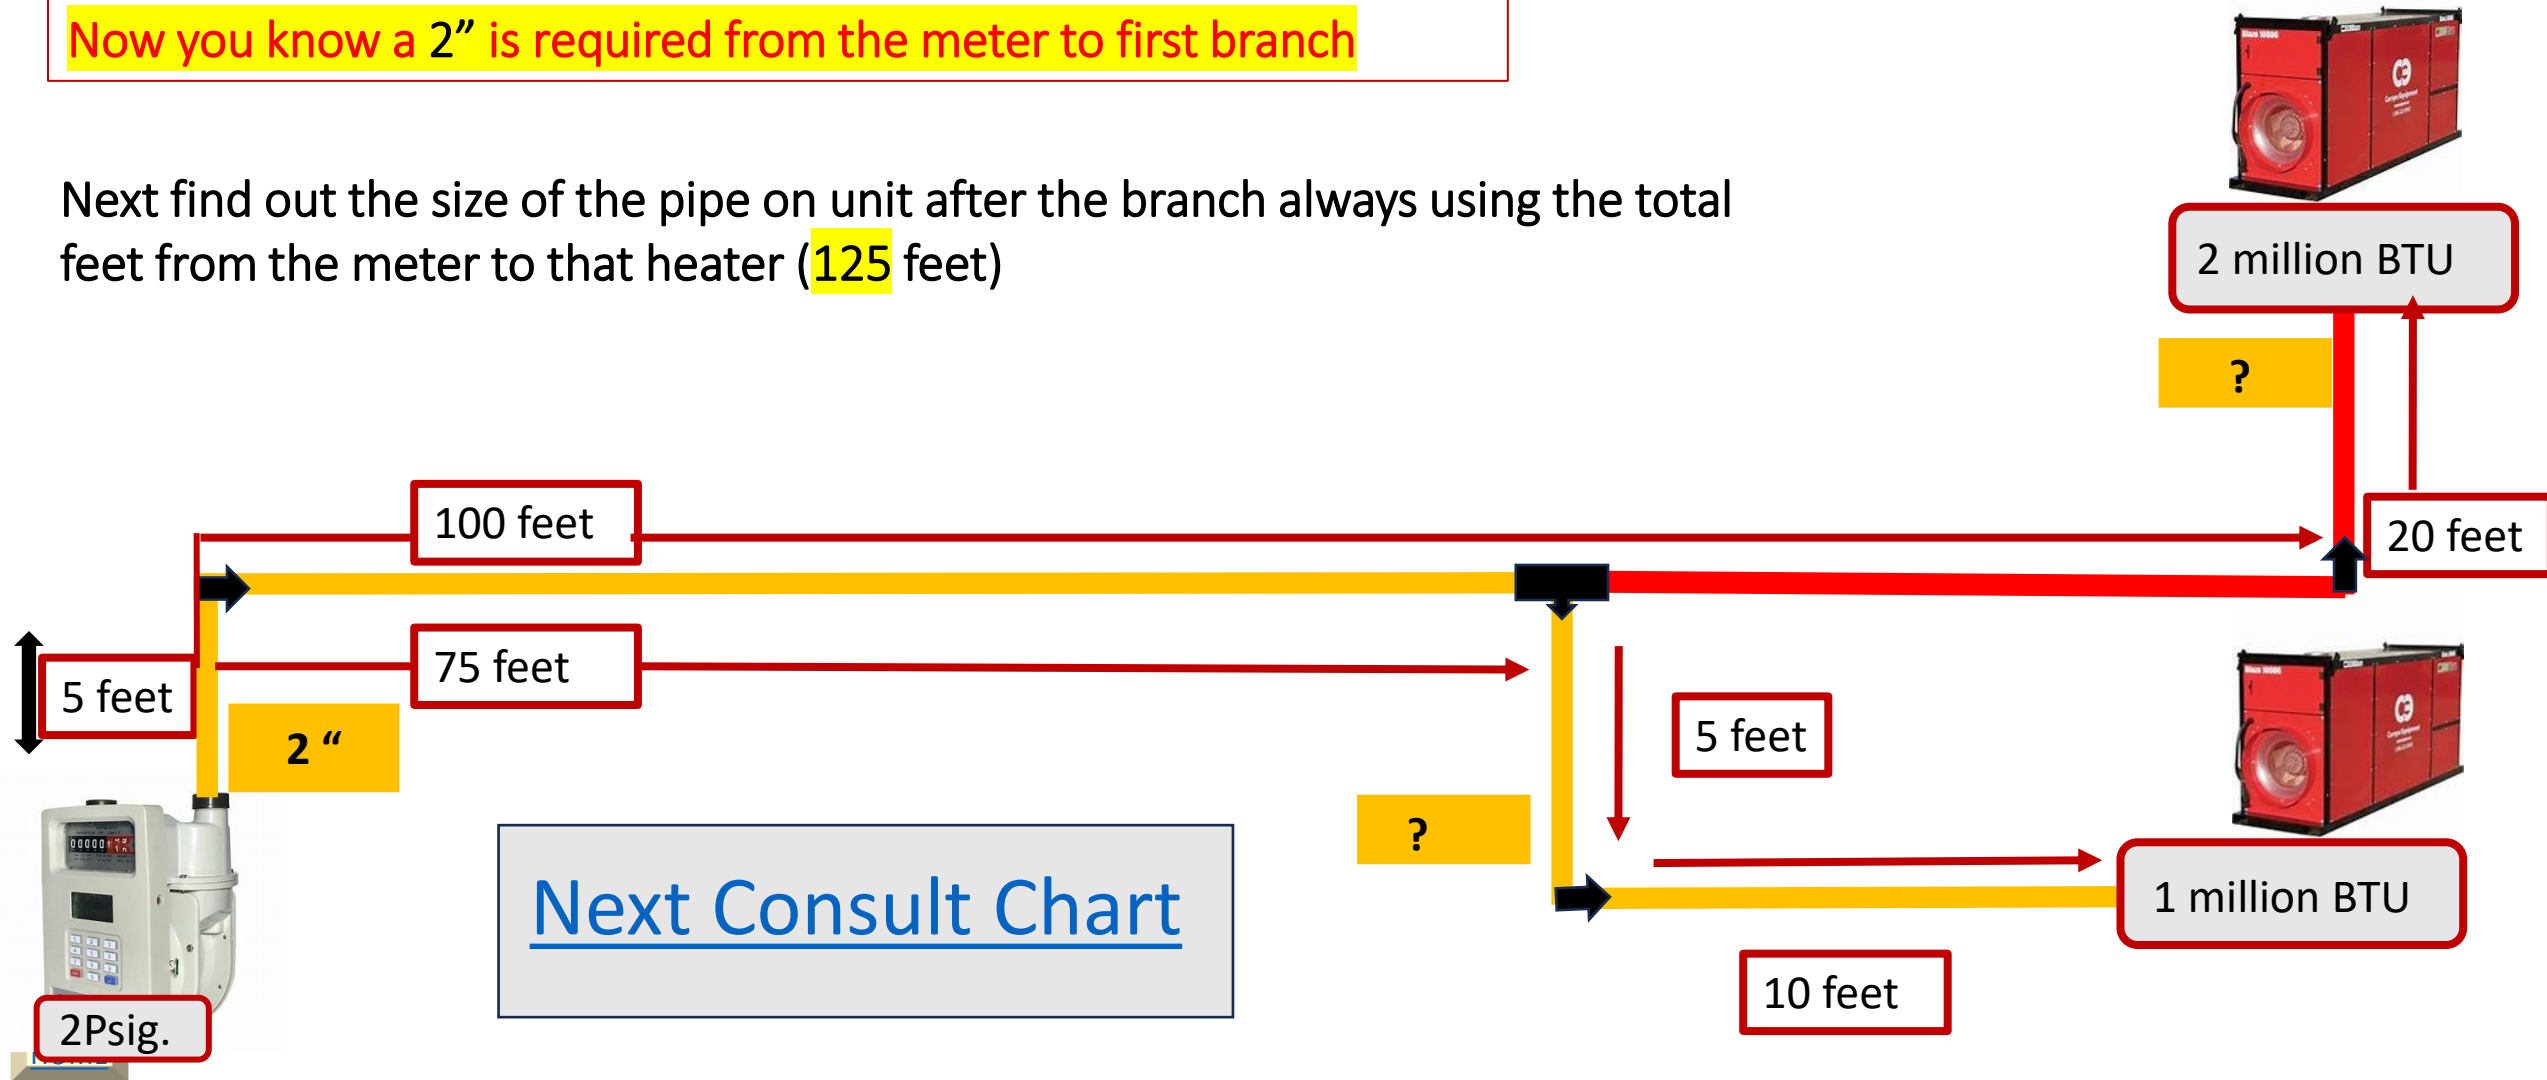 Now you know a 2” is required from the meter to first branch
Next find out the size of the pipe on unit after the branch always using the total
feet from the meter to that heater (125 feet)
2 million BTU
?
100 feet
20 feet
75 feet
5 feet
2 “
5 feet
?
Next Consult Chart
1 million BTU
10 feet
2Psig.